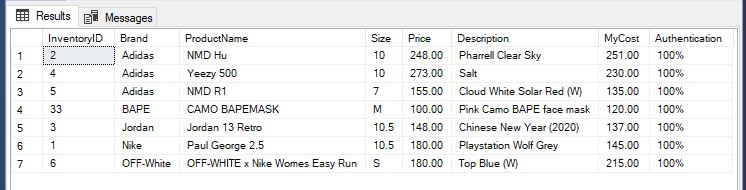 Results Messages
InventoryID Brand ProductName Size Price Description MyCost Authentication
1 2 Adidas NMD Hu 10 248.00 Pharrell Clear Sky 251.00 100%
2 4 Adidas Yeezy 500 10 273.00 Salt 230.00 100%
3 5 Adidas NMD R1 7 155.00 Cloud White Solar Red (W) 135.00 100%
4 33 BAPE CAMO BAPEMASK M 100.00 Pink Camo BAPE face mask 120.00 100%
5 3 Jordan Jordan 13 Retro 10.5 148.00 Chinese New Year (2020) 137.00 100%
6 1 Nike Paul George 2.5 10.5 180.00 Playstation Wolf Grey 145.00 100%
7 6 OFF-White OFF-WHITE x Nike Womes Easy Run S 180.00 Top Blue (W) 215.00 100%